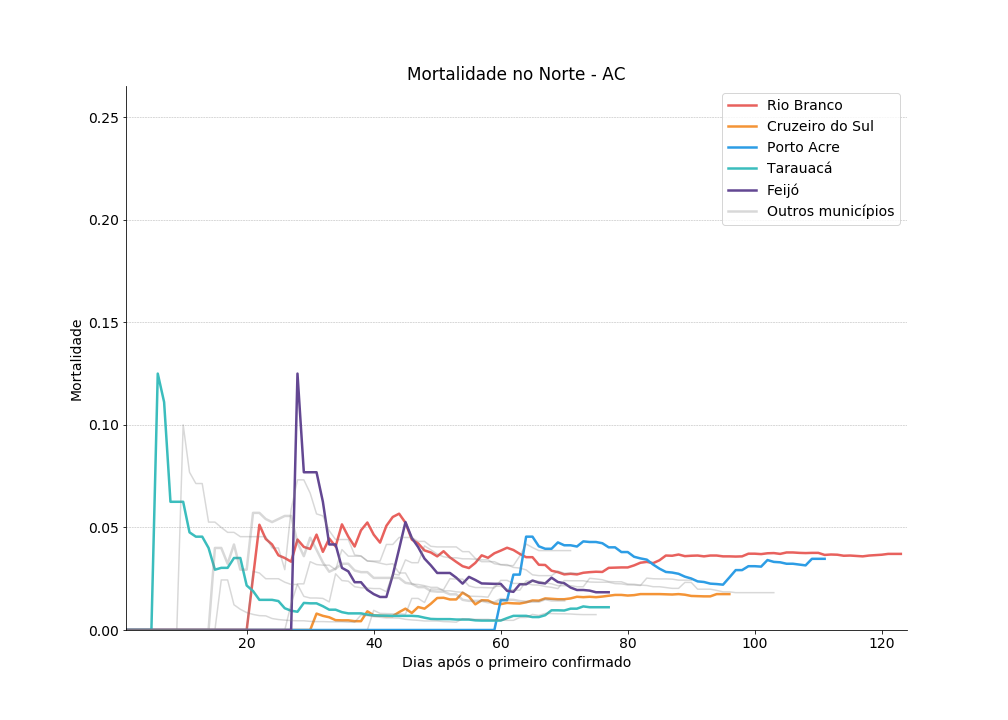 Mortalidade no Norte - AC
Rio Branco
Cruzeiro do Sul
Porto Acre
Tarauacá
Feijó
Outros municípios
Mortalidade
0.25
0.20
0.15
0.10
0.05
0.00
20 40 60 80 100 120
Dias após o primeiro confirmado